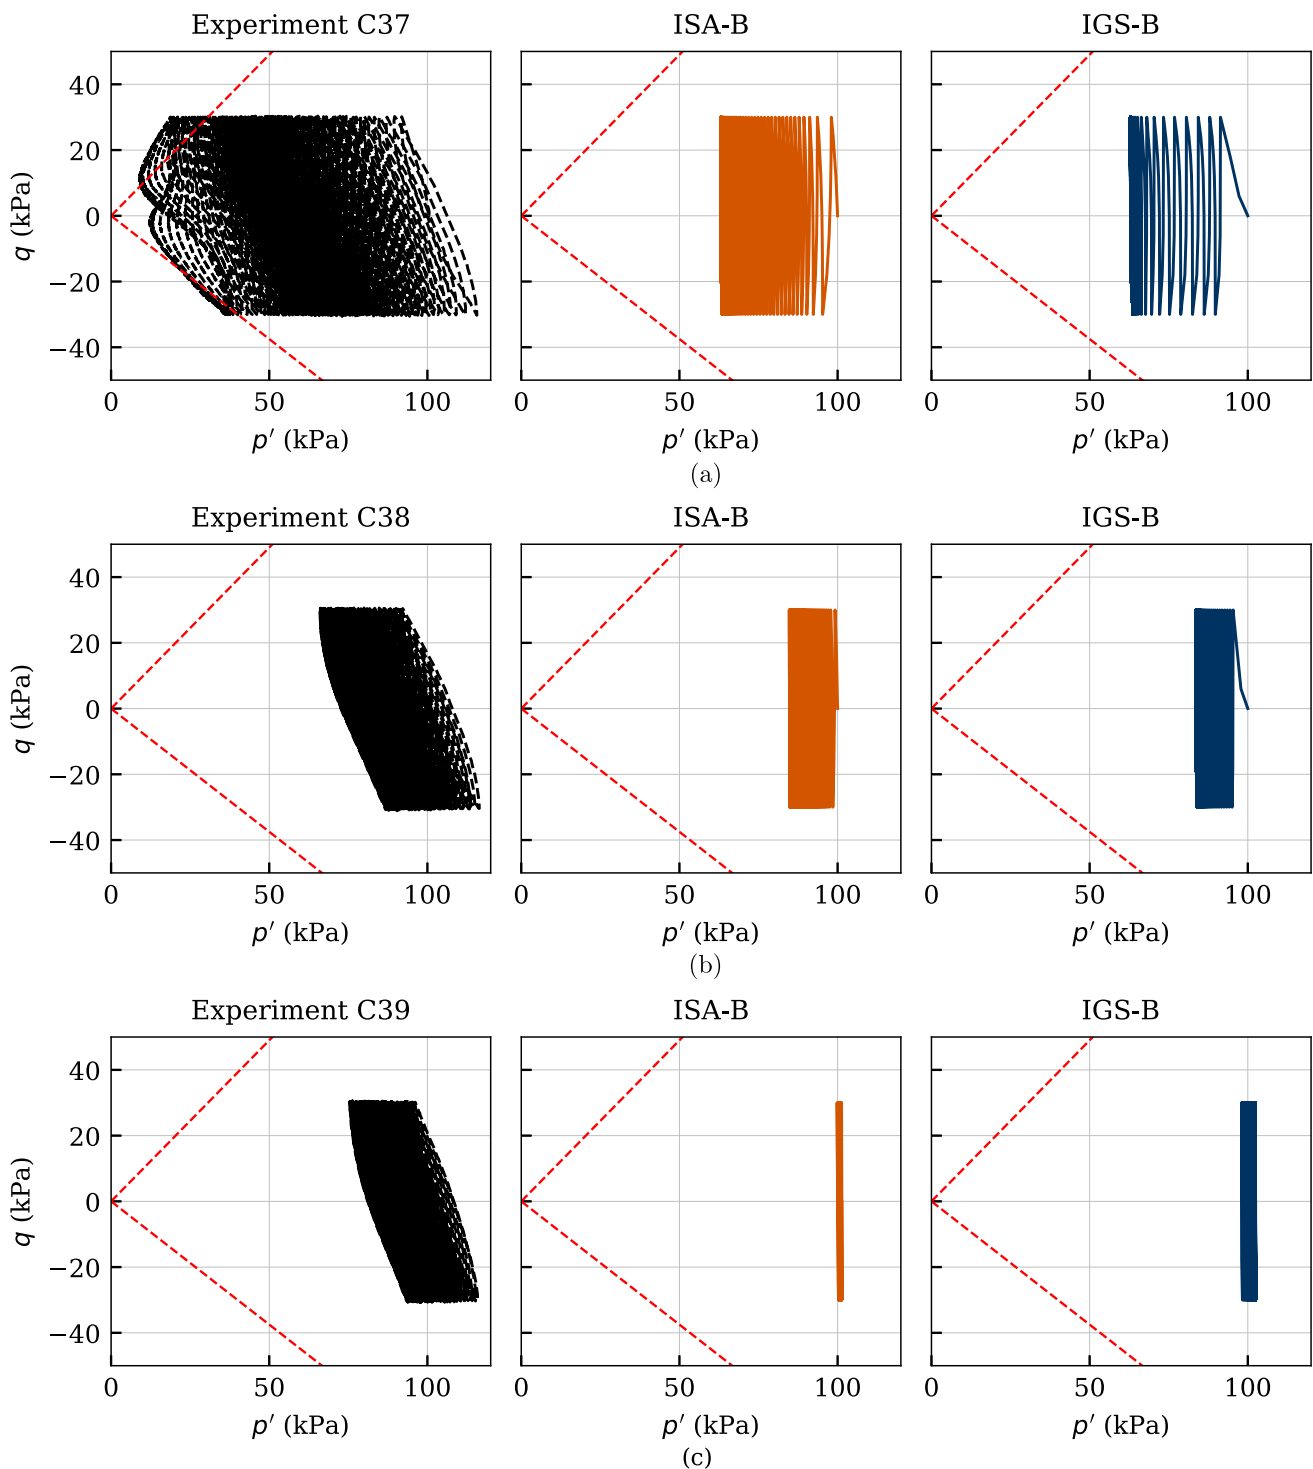 Experiment C37 ISA-B IGS-B
40
20
0
−20
−40
q (kPa)
0 50 100 0 50 100 0 50 100
p′ (kPa) p′ (kPa) p′ (kPa)
(a)
Experiment C38 ISA-B IGS-B
40
20
0
−20
−40
q (kPa)
0 50 100 0 50 100 0 50 100
p′ (kPa) p′ (kPa) p′ (kPa)
(b)
Experiment C39 ISA-B IGS-B
40
20
0
−20
−40
q (kPa)
0 50 100 0 50 100 0 50 100
p′ (kPa) p′ (kPa) p′ (kPa)
(c)